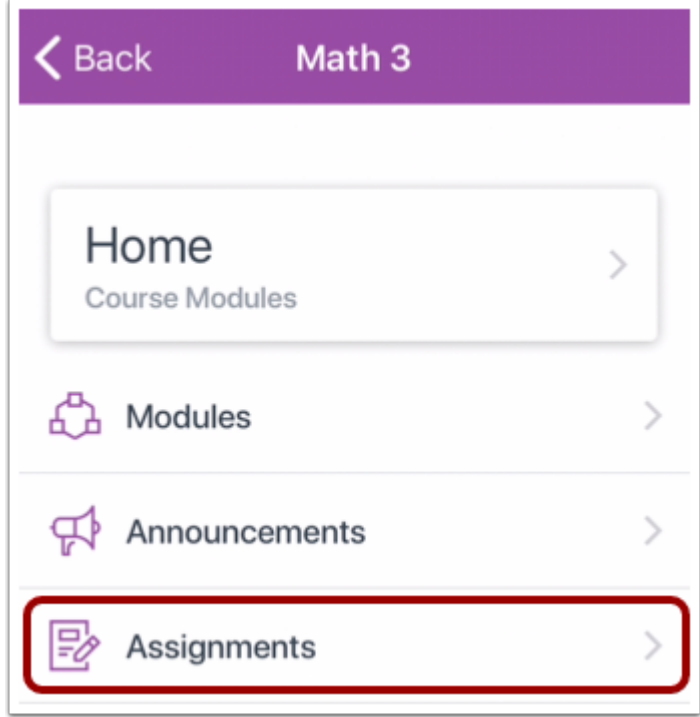 Back
Math 3
Home
Course Modules
Modules
Announcements
Assignments